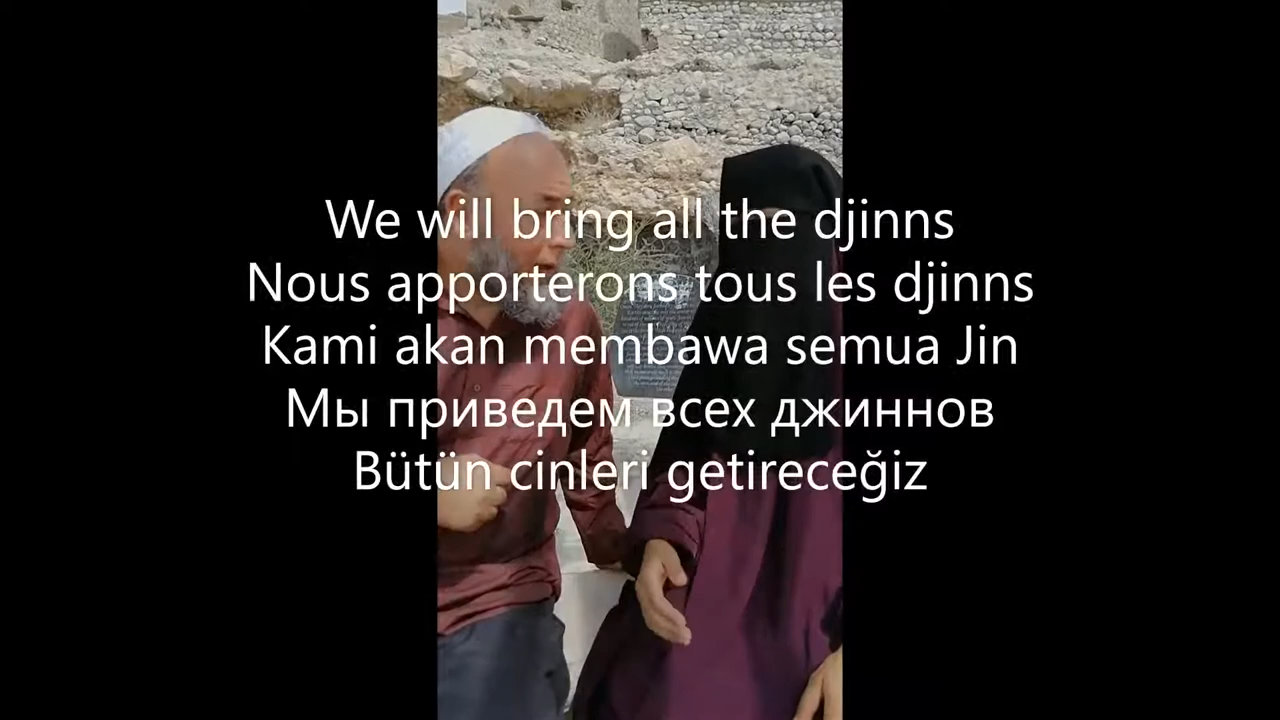 We will bring all the djinns
Nous apporterons tous les djinns
Kami akan membawa semua Jin
Мы приведем всех джиннов
Bütün cinleri getireceğiz